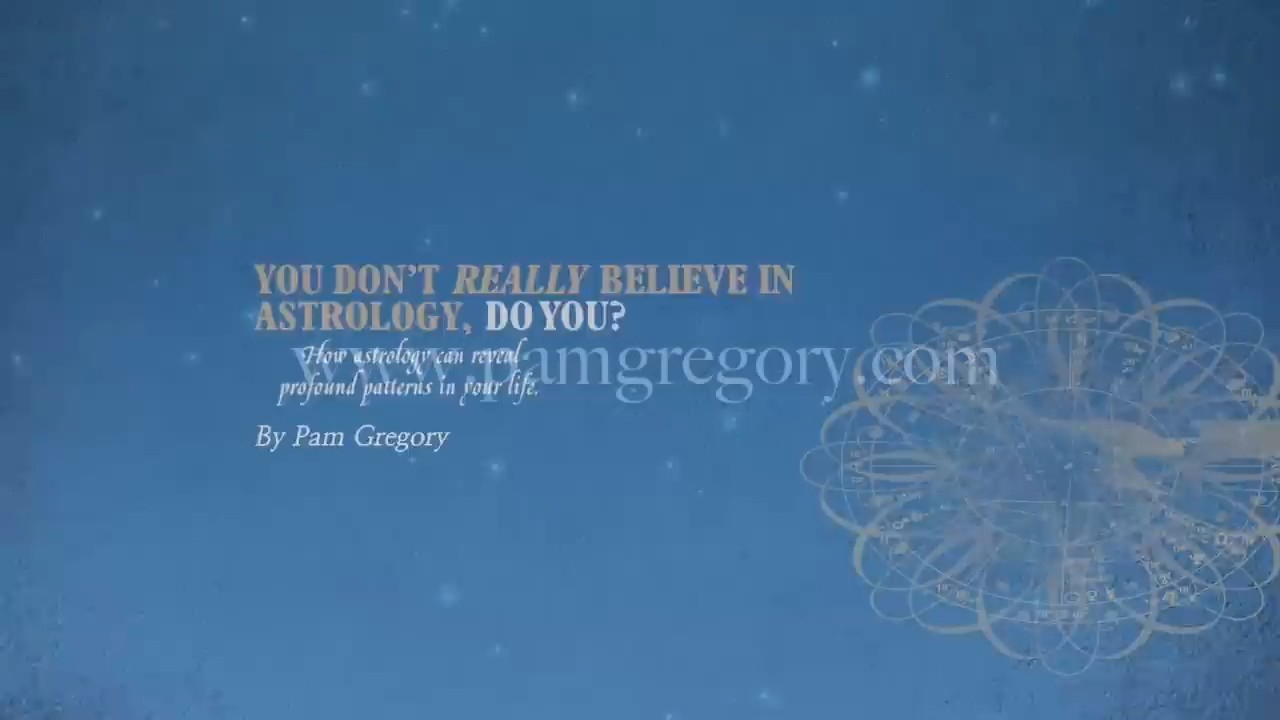 YOU DON'T REALLY BELIEVE IN
ASTROLOGY, DO YOU?
How astrology can reveal
profound patterns in your life.
www.pamgregory.com
By Pam Gregory